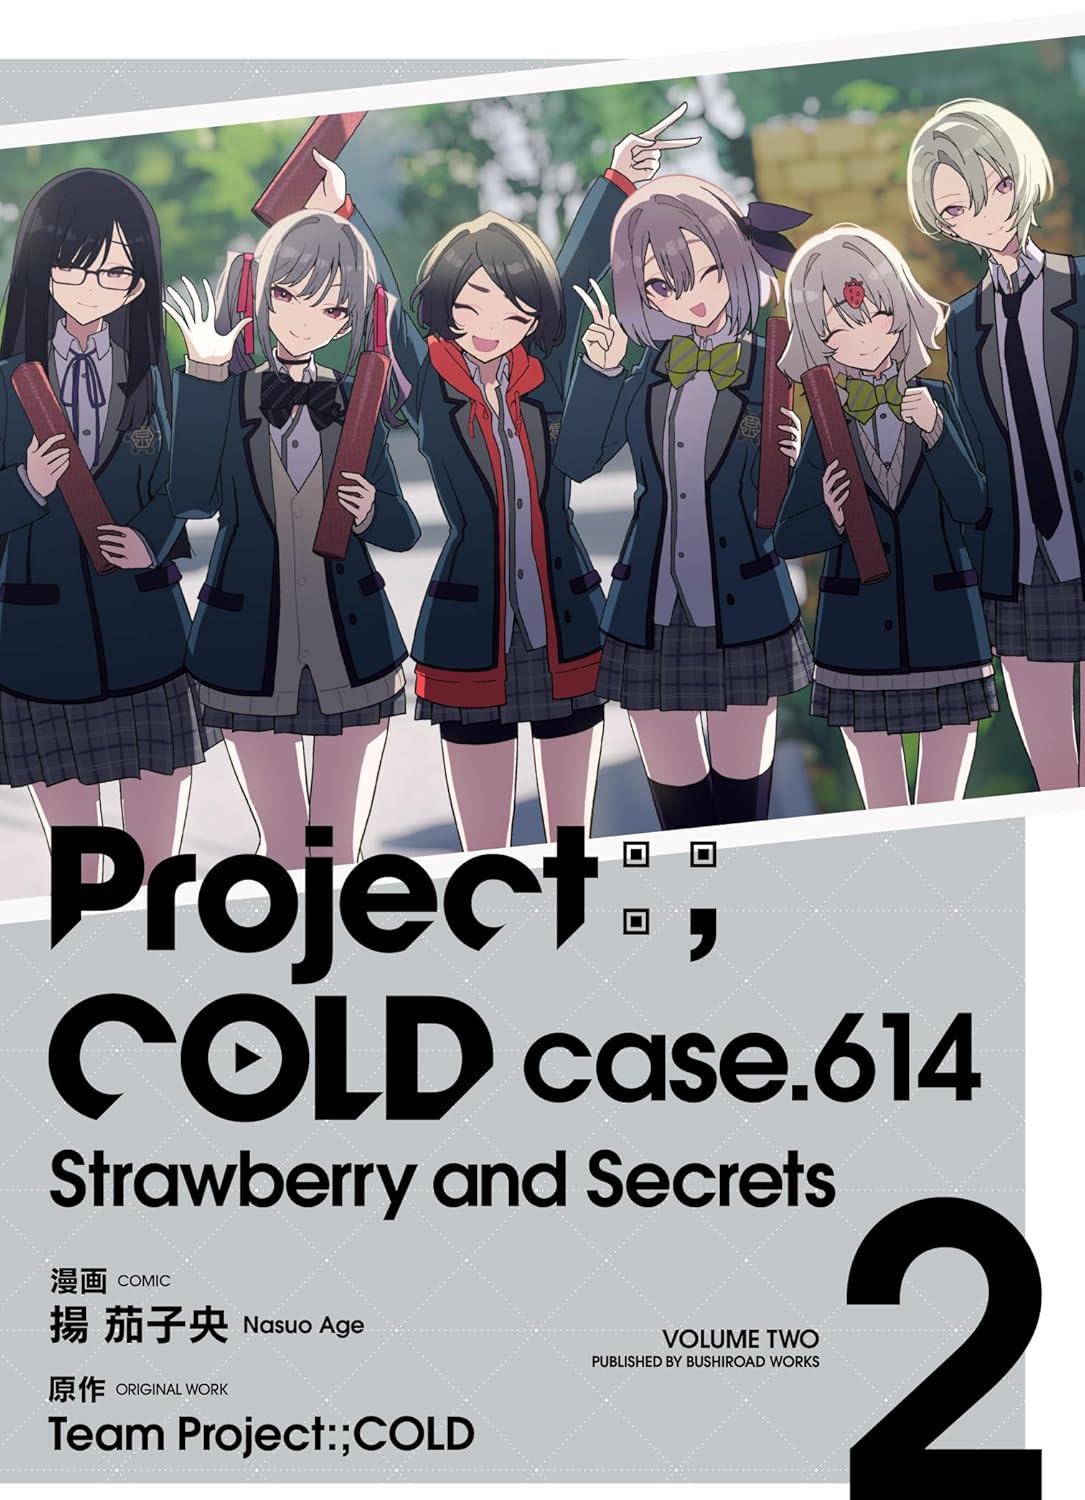 Project:;
COLD case.614
Strawberry and Secrets
漫画 COMIC
揚 茄子央 Nasuo Age
原作 ORIGINAL WORK
Team Project:;COLD
VOLUME TWO
PUBLISHED BY BUSHIROAD WORKS
2